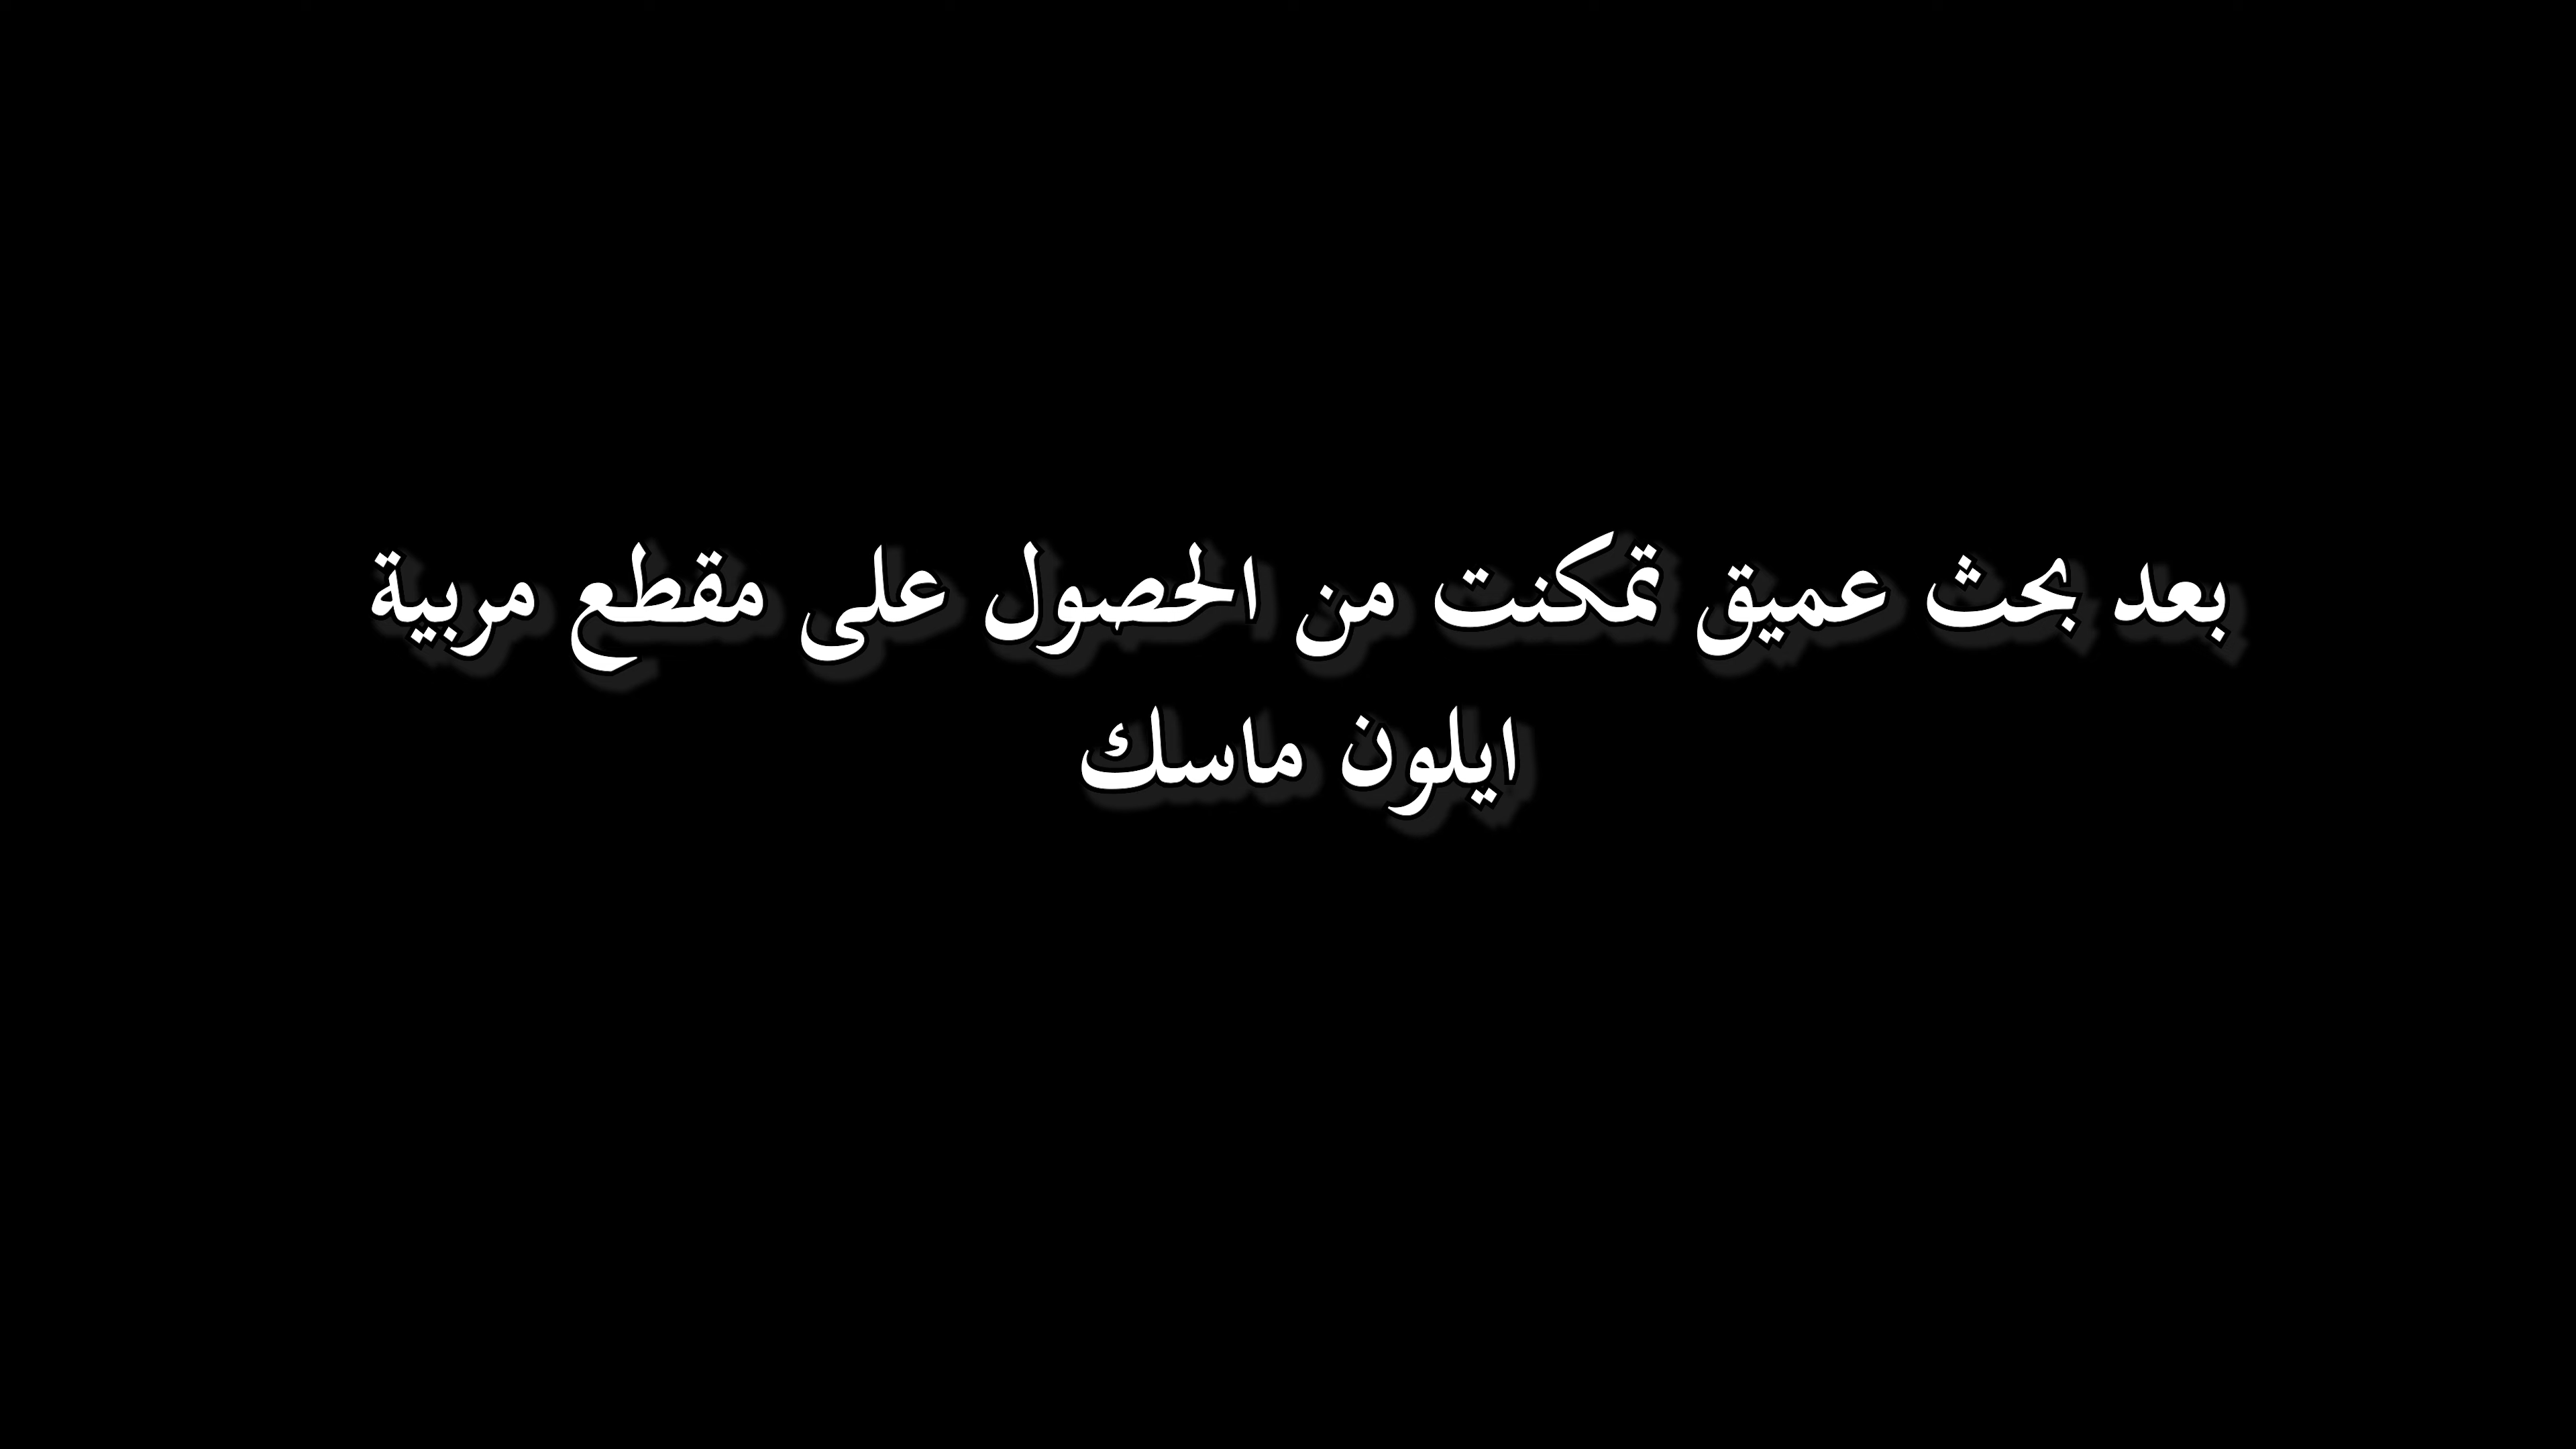 بعد بحث عميق تمكنت من الحصول على مقطع مربية
ايلون ماسك